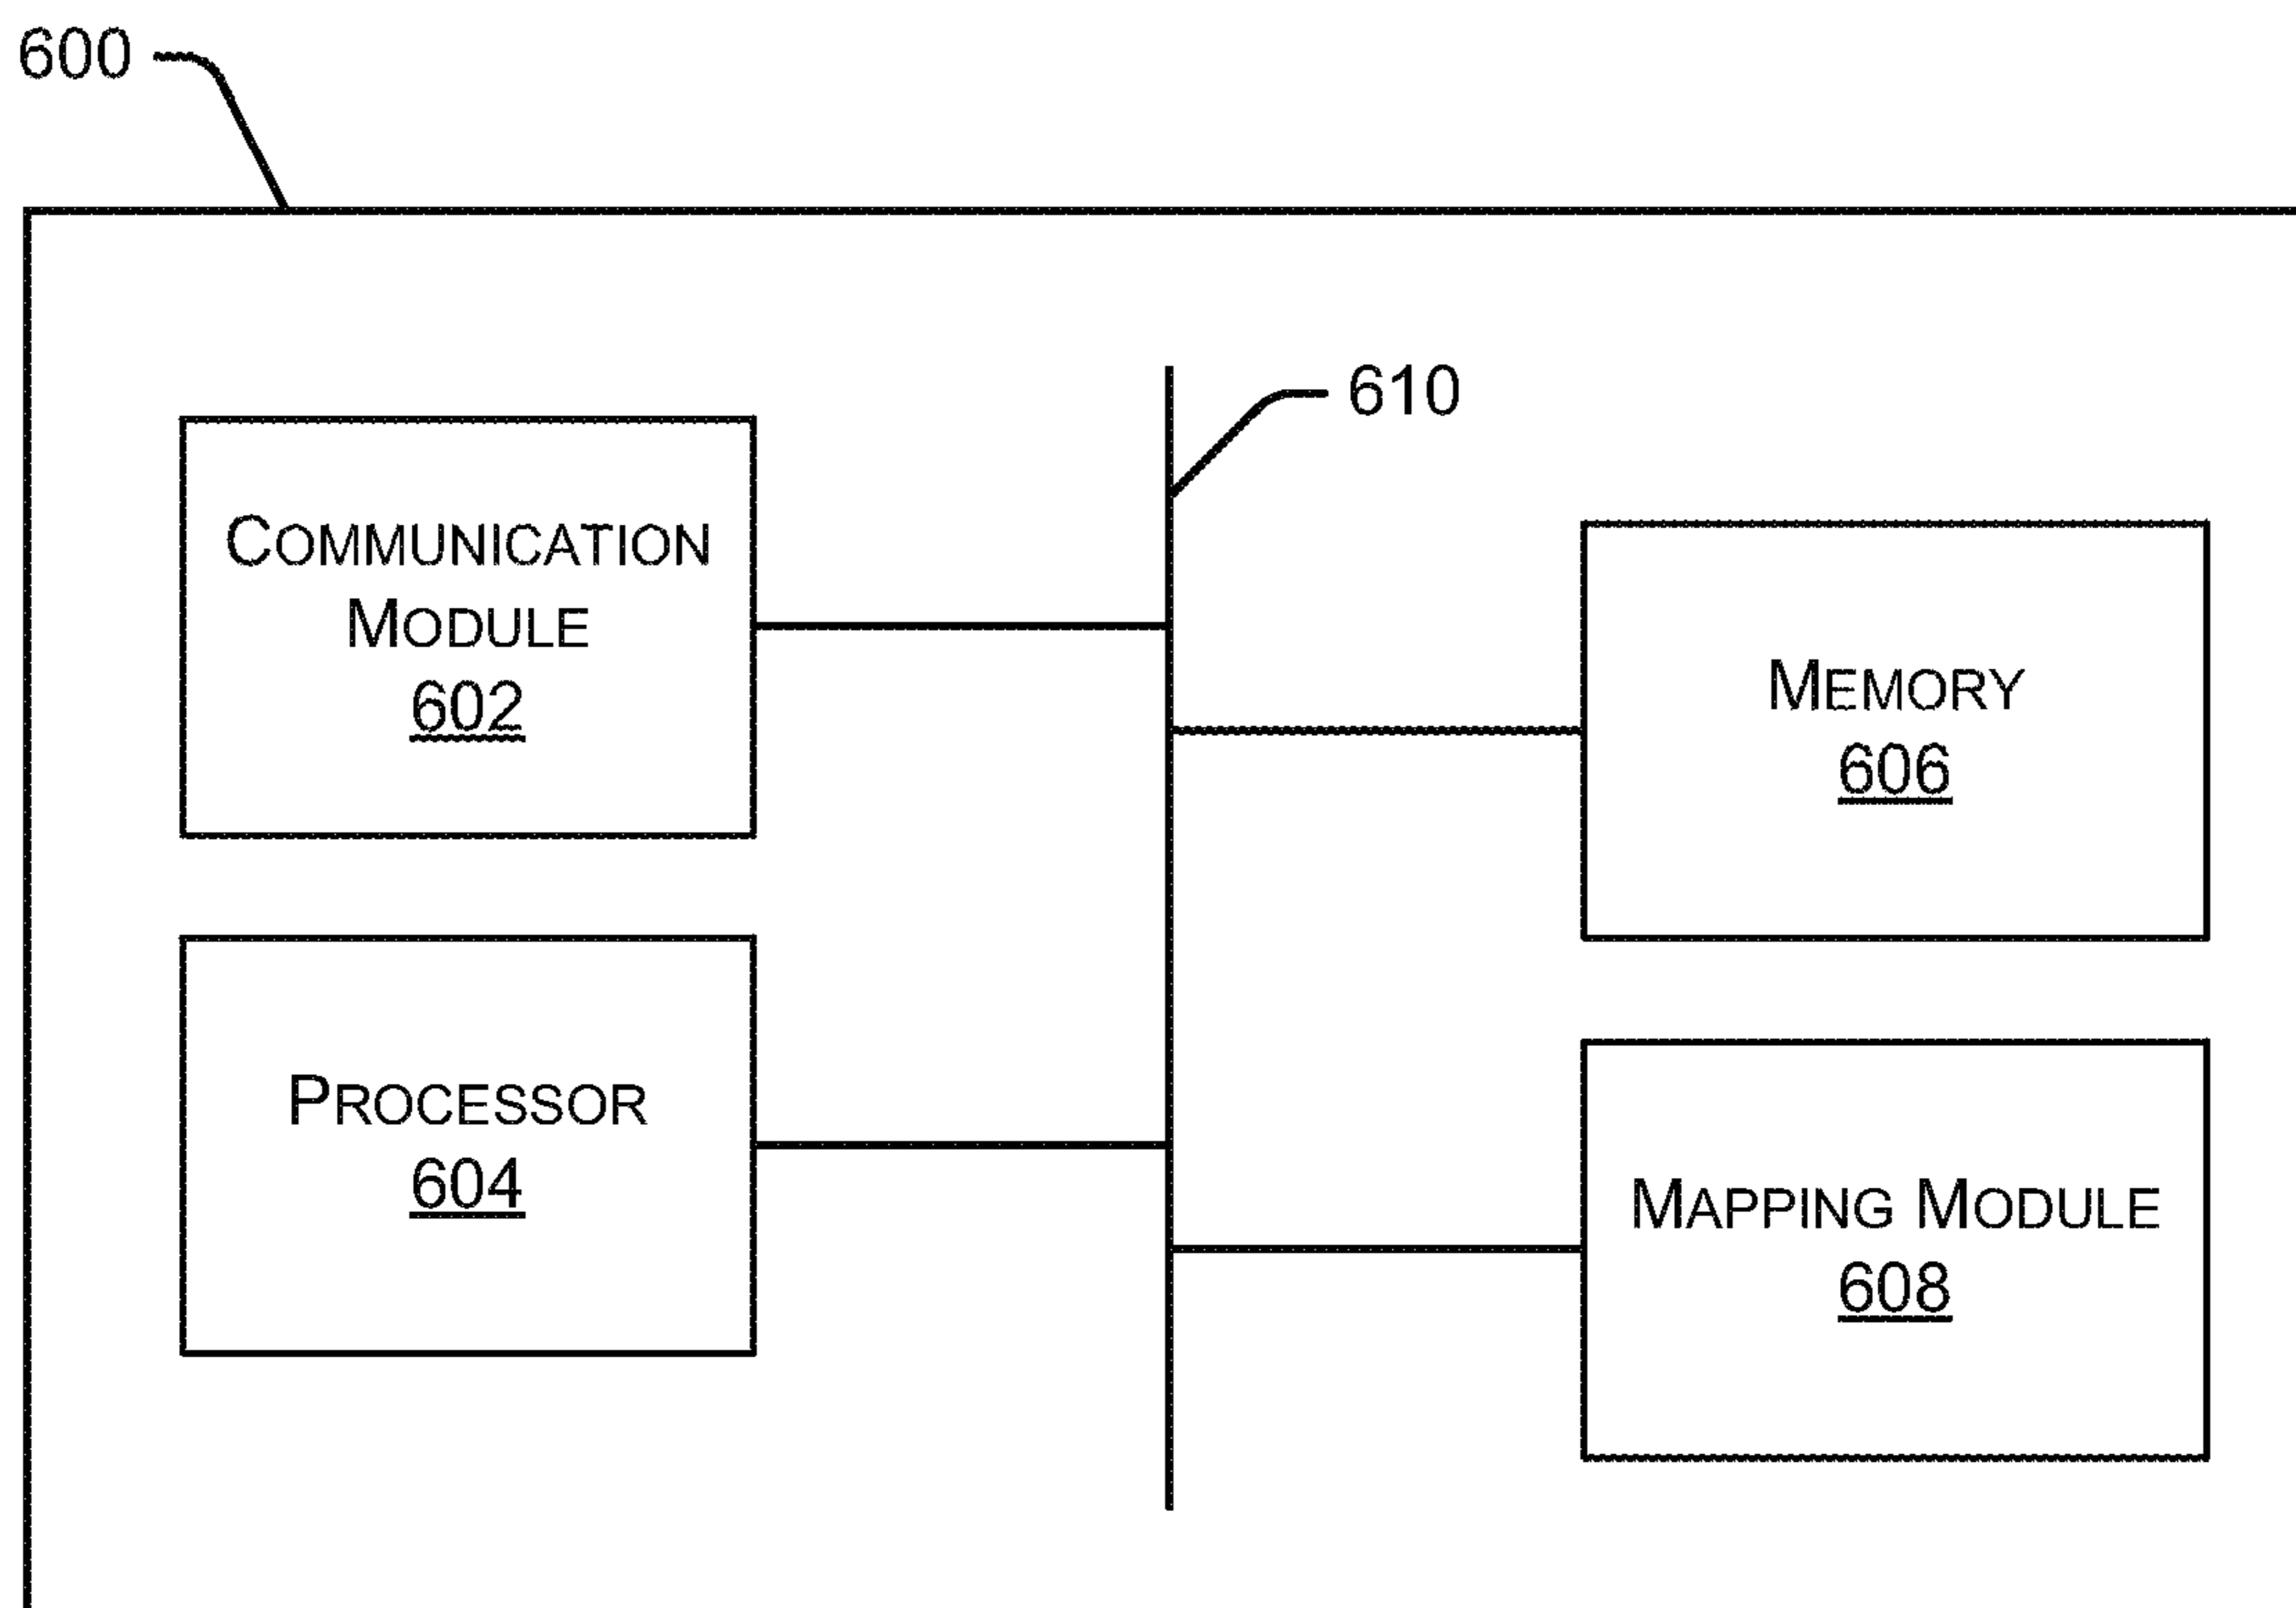 600
610
COMMUNICATION
MODULE
602
MEMORY
606
PROCESSOR
604
MAPPING MODULE
608